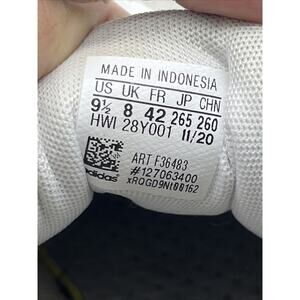 MADE IN INDONESIA
US UK FR JP CHN
9½ 8 42 265 260
HWI 28Y001 11/20
ART F36483
#127063400
xRQGD9Nt00162
adidas